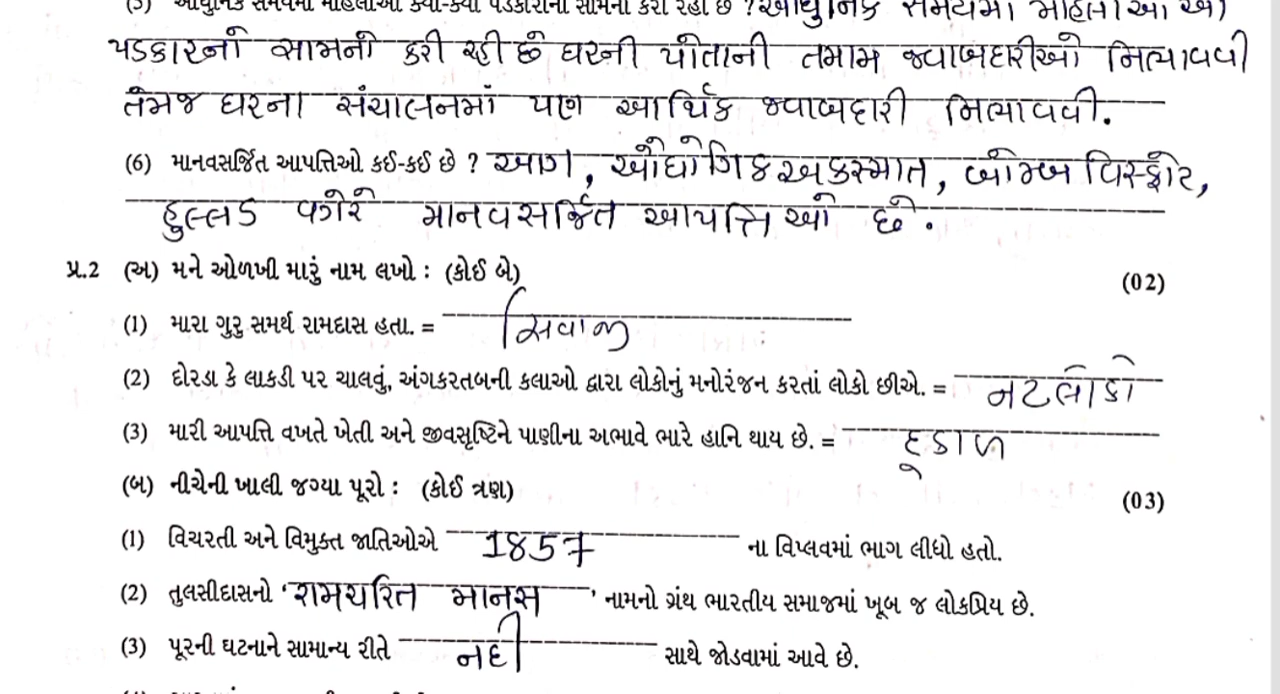 (5) આધુનિક સમયમાં મહિલાઓ ક્યા-ક્યા પડકારોનો સામનો કરી રહી છે ? આધુનિક સમયમાં મહિલાઓ આ
પડકારનો સામનો કરી રહી છે ઘરની પોતાની તમામ જવાબદારીઓ નિભાવવી
તેમજ ઘરના સંચાલનમાં પણ આર્થિક જવાબદારી નિભાવવી.
(6) માનવસર્જિત આપત્તિઓ કઈ-કઈ છે ? આગ, ઔદ્યોગિક અકસ્માત, બોમ્બ વિસ્ફોટ,
હુલ્લડ વગેરે માનવસર્જિત આપત્તિઓ છે.
પ્ર.2 (અ) મને ઓળખી મારું નામ લખો : (કોઈ બે) (02)
(1) મારા ગુરુ સમર્થ રામદાસ હતા. = સિવાજી
(2) દોરડા કે લાકડી પર ચાલવું, અંગકરતબની કલાઓ દ્વારા લોકોનું મનોરંજન કરતાં લોકો છીએ. = નટલોકો
(3) મારી આપત્તિ વખતે ખેતી અને જીવસૃષ્ટિને પાણીના અભાવે ભારે હાનિ થાય છે. = દૂકાળ
(બ) નીચેની ખાલી જગ્યા પૂરો : (કોઈ ત્રણ) (03)
(1) વિચરતી અને વિમુક્ત જાતિઓએ 1857 ના વિપ્લવમાં ભાગ લીધો હતો.
(2) તુલસીદાસનો 'રામચરિત માનસ' નામનો ગ્રંથ ભારતીય સમાજમાં ખૂબ જ લોકપ્રિય છે.
(3) પૂરની ઘટનાને સામાન્ય રીતે નદી સાથે જોડવામાં આવે છે.